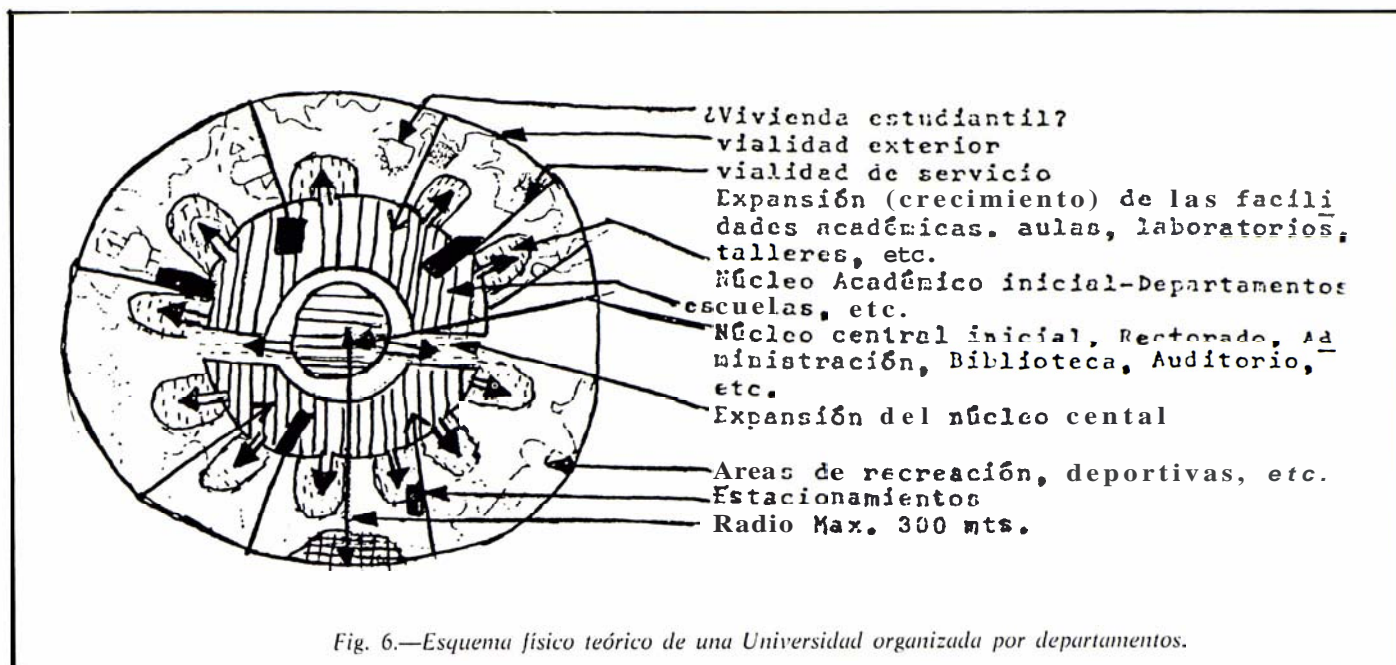 ¿Vivienda estudiantil?
vialidad exterior
vialidad de servicio
Expansión (crecimiento) de las facili
dades académicas. aulas, laboratorios,
talleres, etc.
Núcleo Académico inicial-Departamentos
escuelas, etc.
Núcleo central inicial, Rectorado, Ad
ministración, Biblioteca, Auditorio,
etc.
Expansión del núcleo cental
Areas de recreación, deportivas, etc.
Estacionamientos
Radio Max. 300 mts.
Fig. 6.—Esquema físico teórico de una Universidad organizada por departamentos.